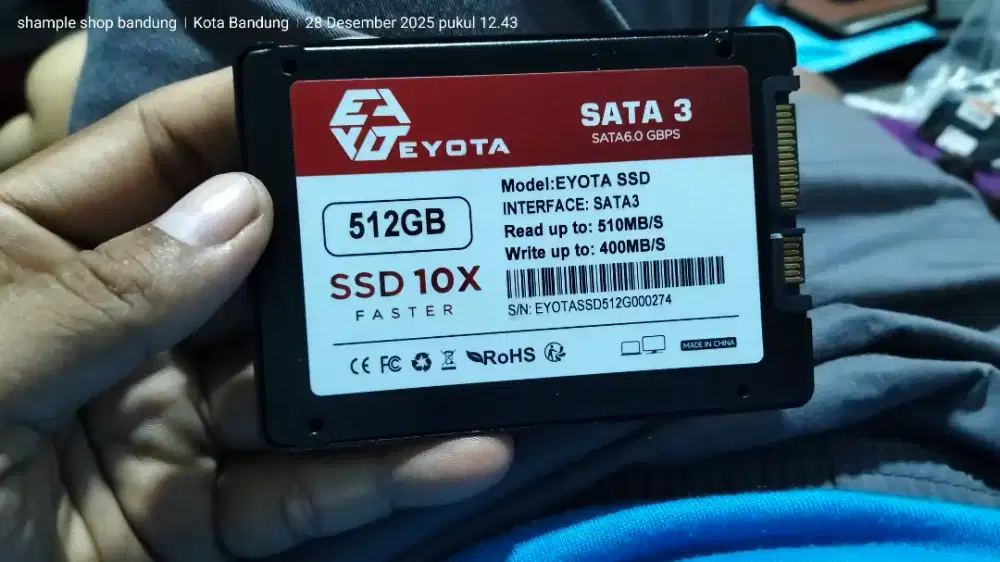 shample shop bandung | Kota Bandung | 28 Desember 2025 pukul 12.43
EYOTA
SATA 3
SATA6.0 GBPS
512GB
SSD 10X
FASTER
Model:EYOTA SSD
INTERFACE: SATA3
Read up to: 510MB/S
Write up to: 400MB/S
S/N: EYOTASSD512G000274
CE FC RoHS
MADE IN CHINA